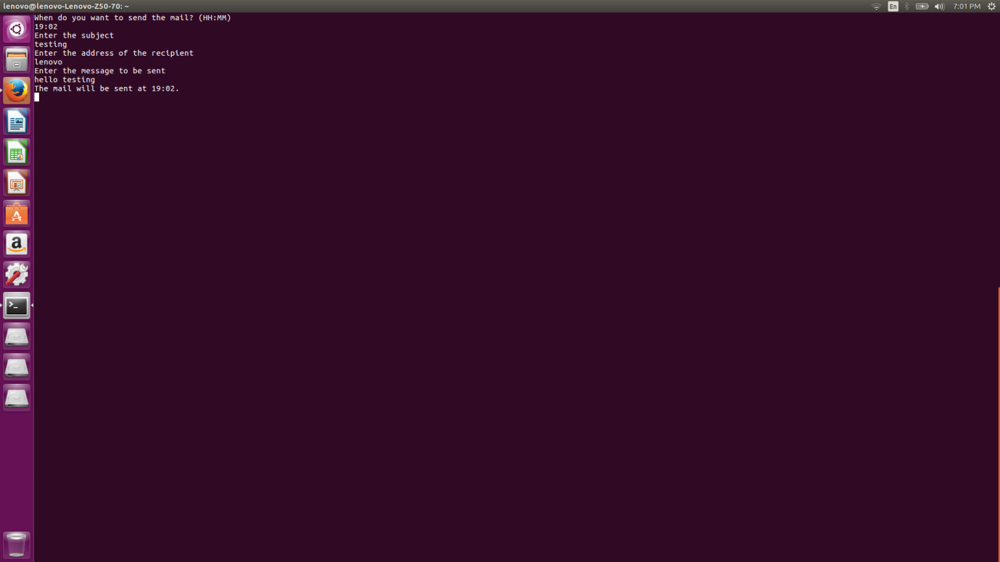 lenovo@lenovo-Lenovo-Z50-70: ~
En
7:01 PM
When do you want to send the mail? (HH:MM)
19:02
Enter the subject
testing
Enter the address of the recipient
lenovo
Enter the message to be sent
hello testing
The mail will be sent at 19:02.
A
a
>_